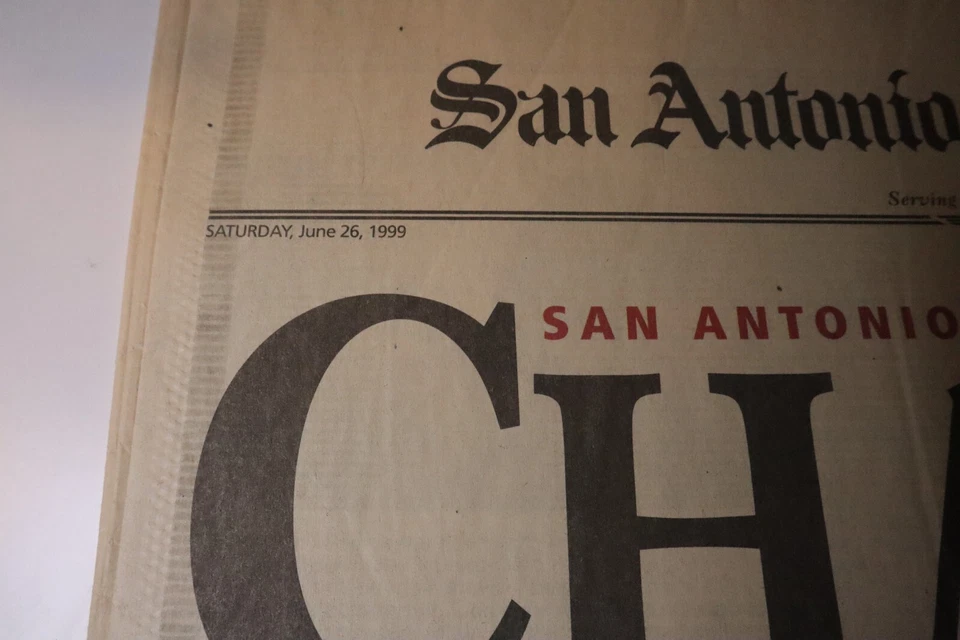 San Antonio
Serving
SATURDAY, June 26, 1999
SAN ANTONIO
CH